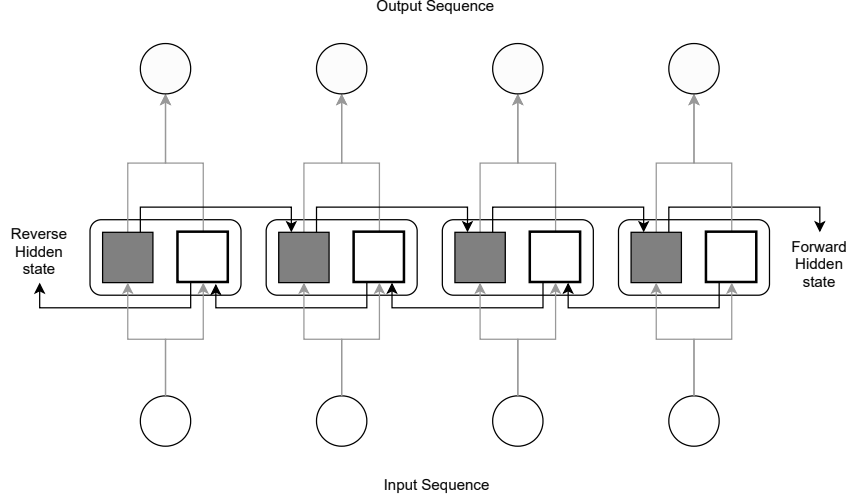 Output Sequence
Reverse
Hidden
state
Forward
Hidden
state
Input Sequence